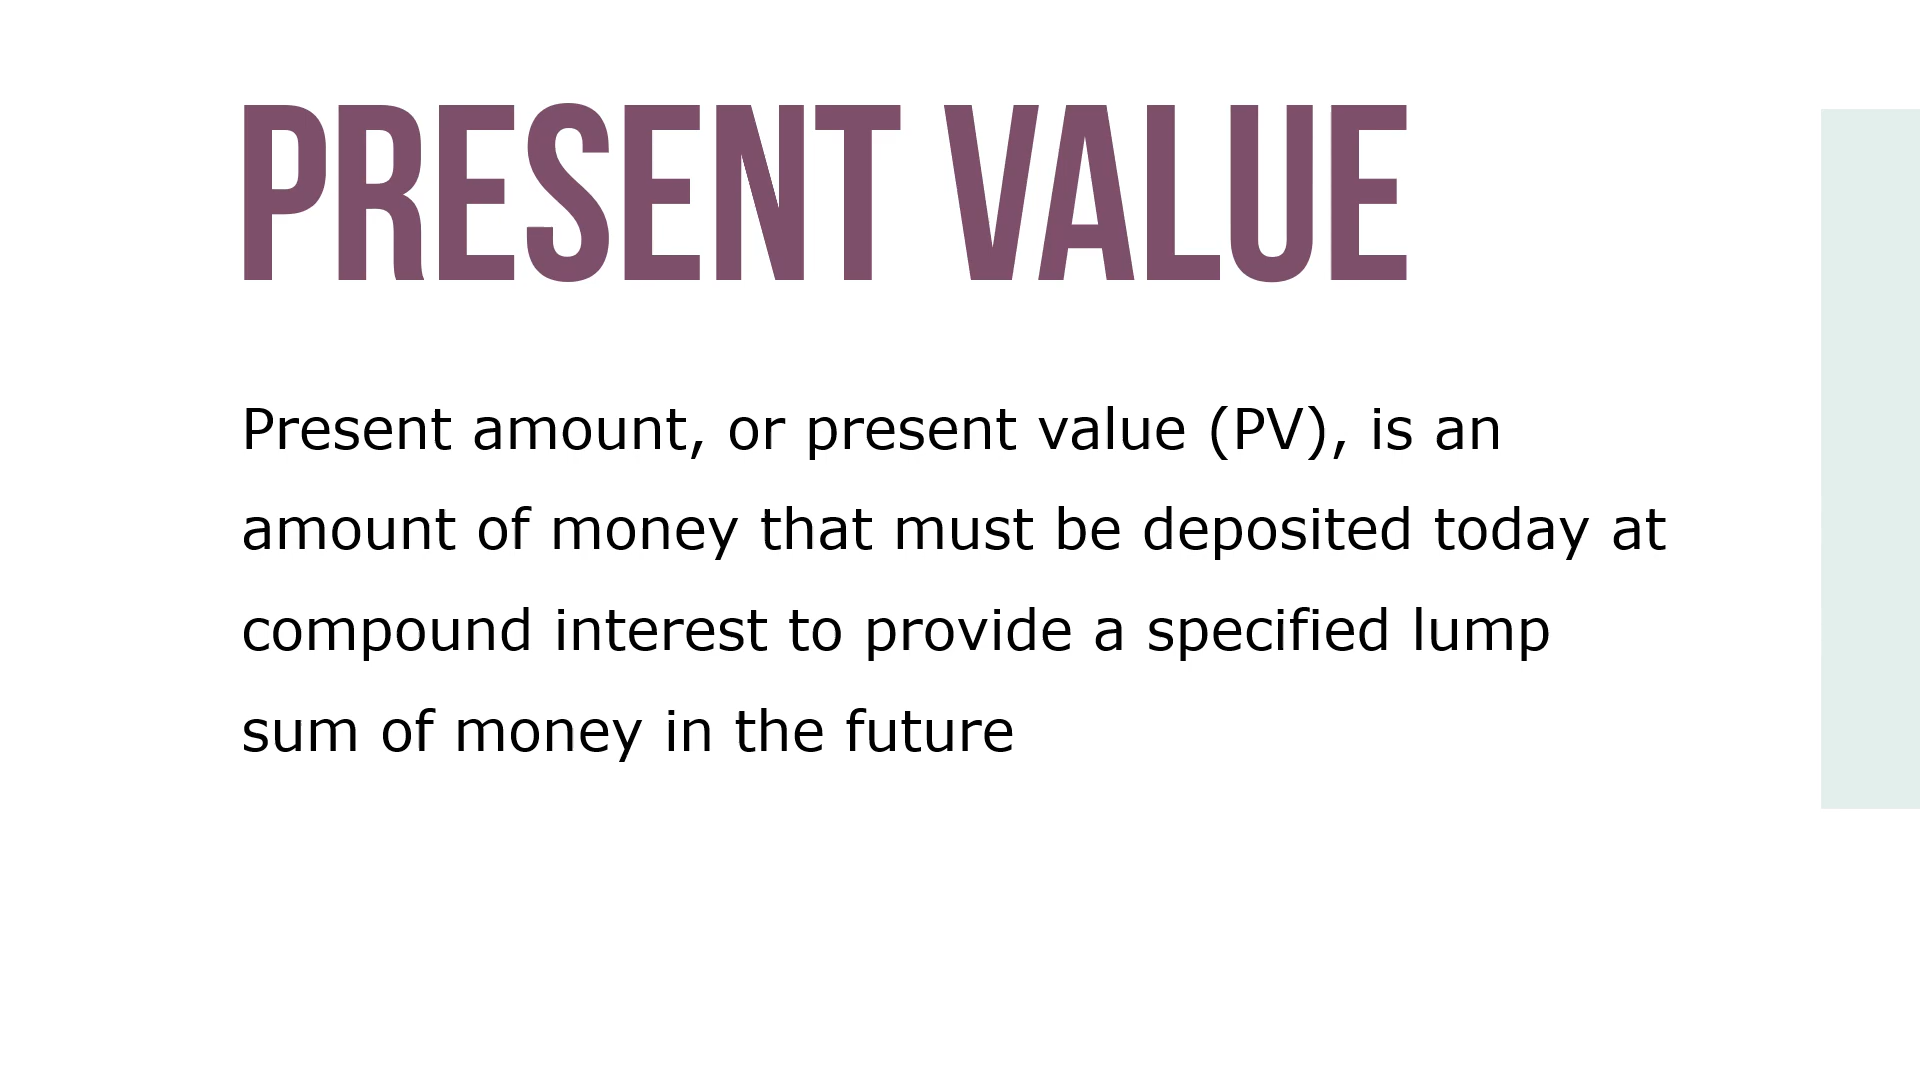 PRESENT VALUE
Present amount, or present value (PV), is an
amount of money that must be deposited today at
compound interest to provide a specified lump
sum of money in the future